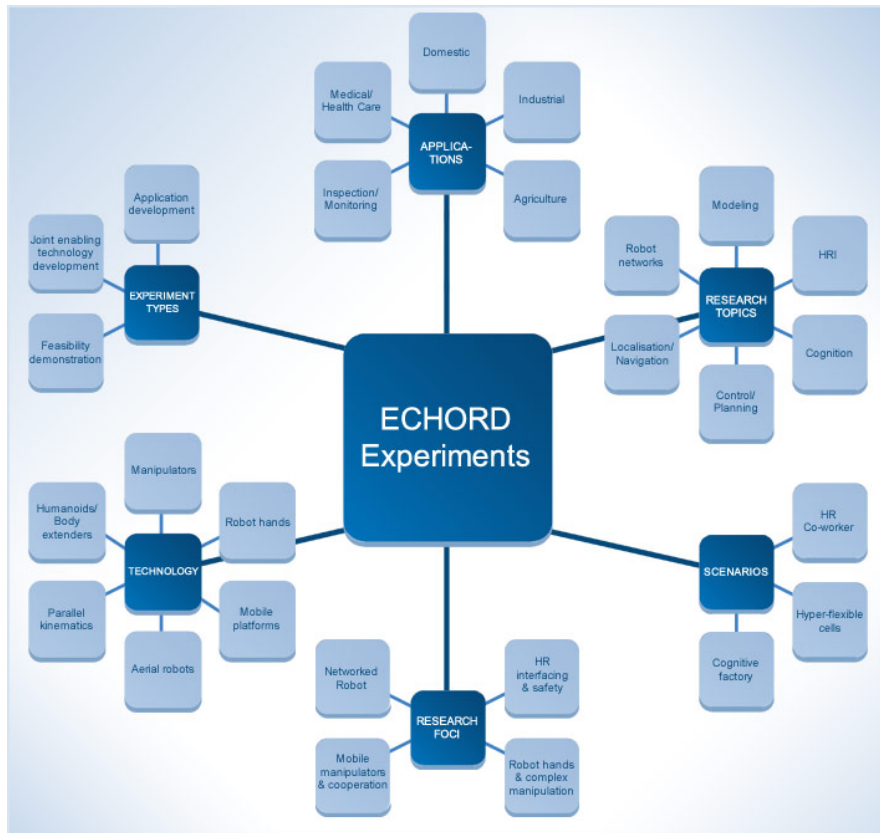 Domestic
Medical/
Health Care
Industrial
APPLICA-
TIONS
Inspection/
Monitoring
Agriculture
Application
development
Joint enabling
technology
development
EXPERIMENT
TYPES
Feasibility
demonstration
Modeling
Robot
networks
HRI
RESEARCH
TOPICS
Localisation/
Navigation
Cognition
Control/
Planning
ECHORD
Experiments
Manipulators
Humanoids/
Body
extenders
Robot hands
TECHNOLOGY
Parallel
kinematics
Mobile
platforms
Aerial robots
HR
Co-worker
SCENARIOS
Hyper-flexible
cells
Cognitive
factory
Networked
Robot
HR
interfacing
& safety
RESEARCH
FOCI
Mobile
manipulators
& cooperation
Robot hands
& complex
manipulation